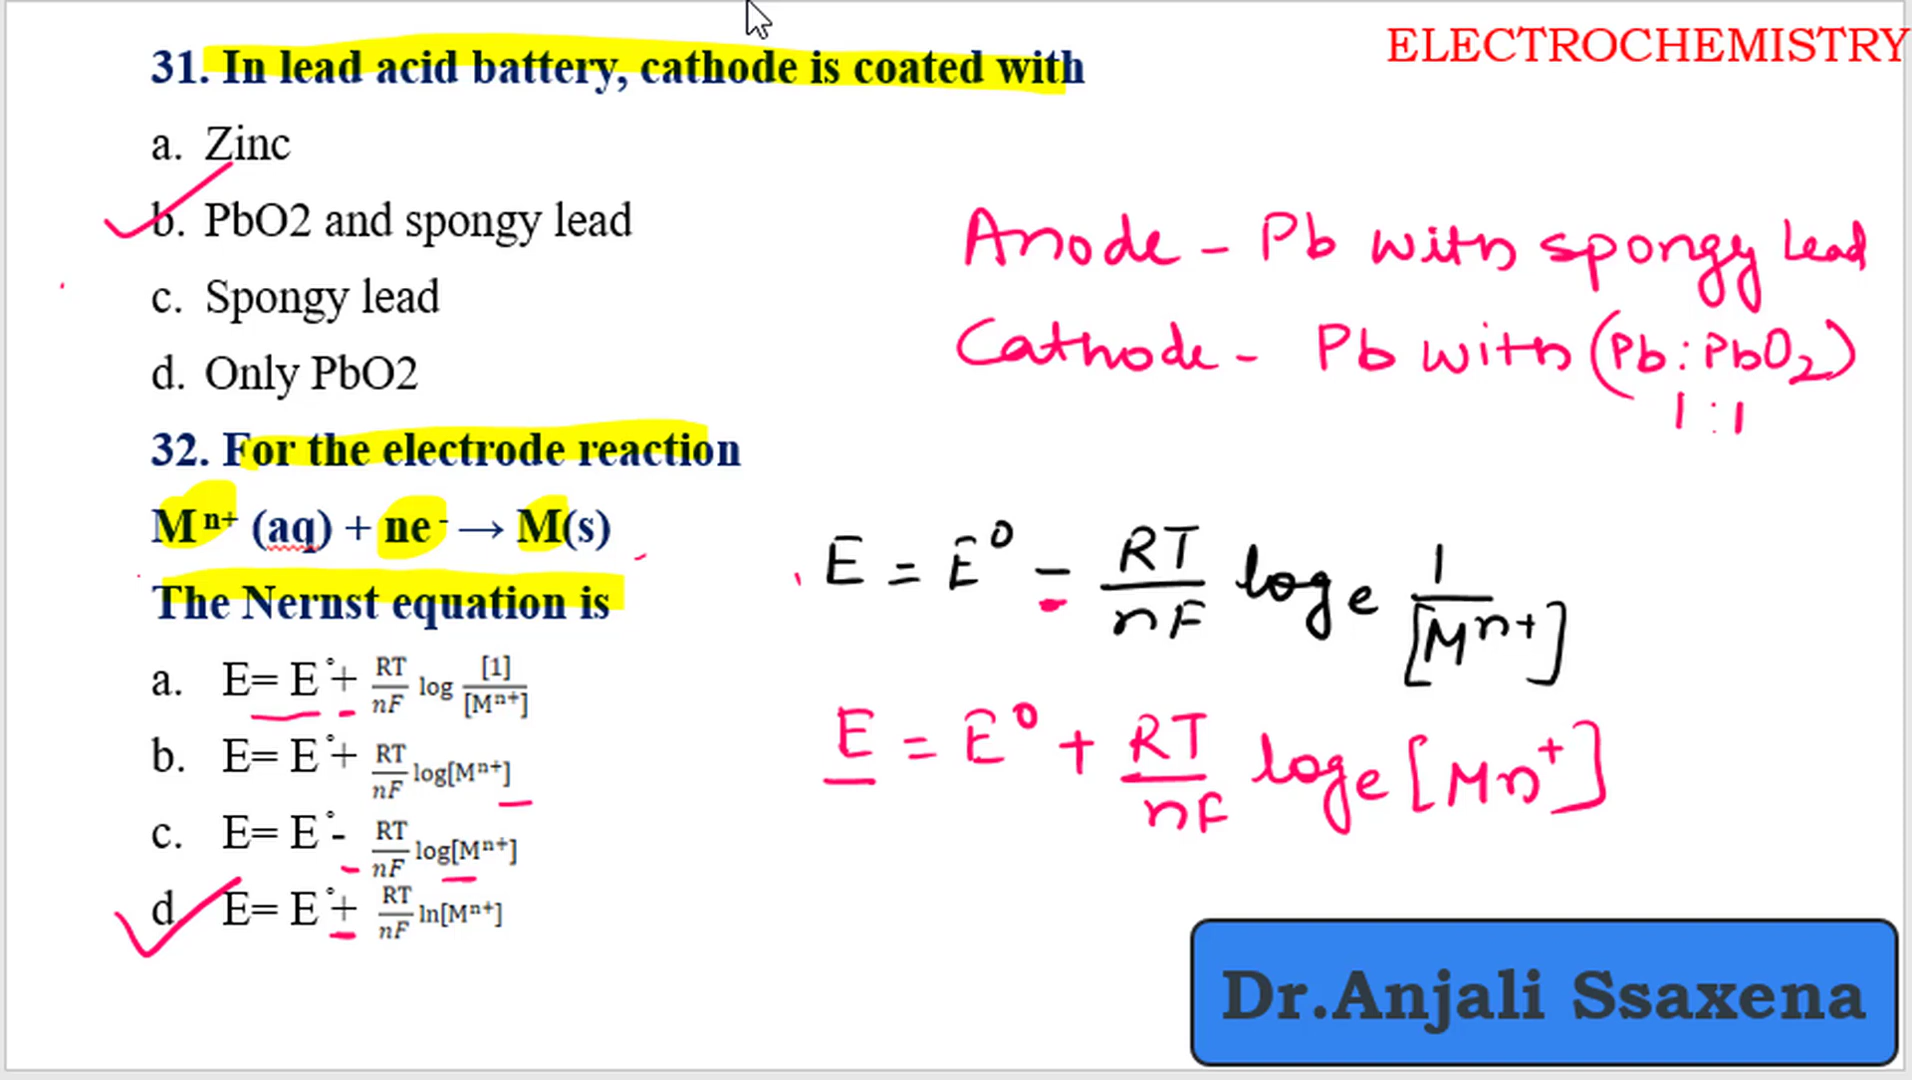 ELECTROCHEMISTRY
31. In lead acid battery, cathode is coated with
a. Zinc
b. PbO2 and spongy lead
c. Spongy lead
d. Only PbO2
Anode - Pb with spongy lead
Cathode - Pb with (Pb : PbO₂)
1 : 1
32. For the electrode reaction
M n+ (aq) + ne - → M(s)
The Nernst equation is
a. E= E°+ RT/nF log [1]/[Mⁿ⁺]
b. E= E°+ RT/nF log[Mⁿ⁺]
c. E= E°- RT/nF log[Mⁿ⁺]
d. E= E°+ RT/nF ln[Mⁿ⁺]
E = E⁰ - RT/nF loge 1/[Mⁿ⁺]
E = E⁰ + RT/nF loge [Mn⁺]
Dr.Anjali Ssaxena